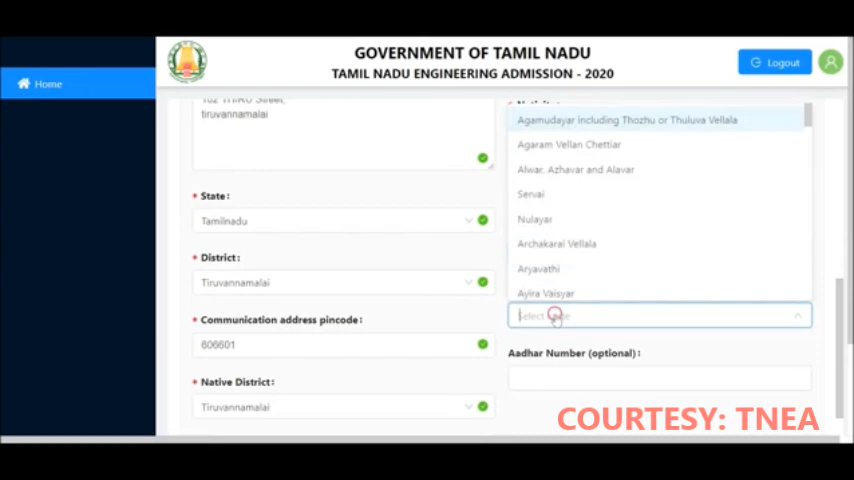 GOVERNMENT OF TAMIL NADU
TAMIL NADU ENGINEERING ADMISSION - 2020
Logout
Home
tiruvannamalai
State:
Tamilnadu
District:
Tiruvannamalai
Communication address pincode:
606601
Native District:
Tiruvannamalai
Agamudayar including Thozhu or Thuluva Vellala
Agaram Vellan Chettiar
Alwar, Azhavar and Alavar
Servai
Nulayar
Archakarai Vellala
Aryavathi
Ayira Vaisyar
Aadhar Number (optional):
COURTESY: TNEA